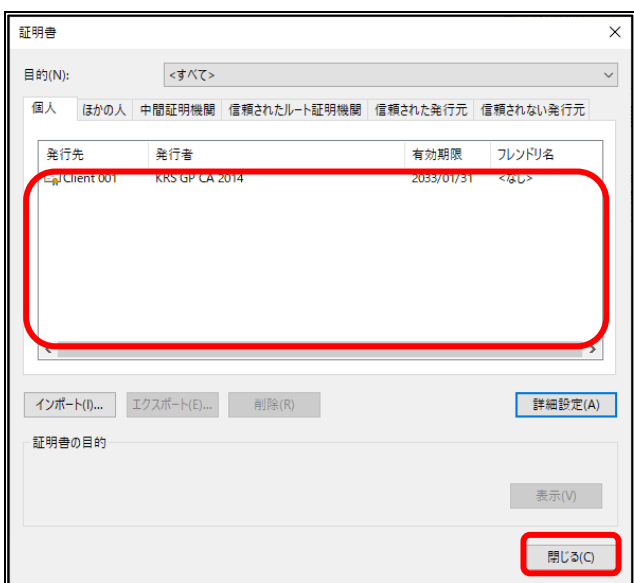 証明書
目的(N): <すべて>
個人 ほかの人 中間証明機関 信頼されたルート証明機関 信頼された発行元 信頼されない発行元
発行先 発行者 有効期限 フレンドリ名
Client 001 KRS GP CA 2014 2033/01/31 <なし>
インポート(I)... エクスポート(E)... 削除(R) 詳細設定(A)
証明書の目的
表示(V)
閉じる(C)